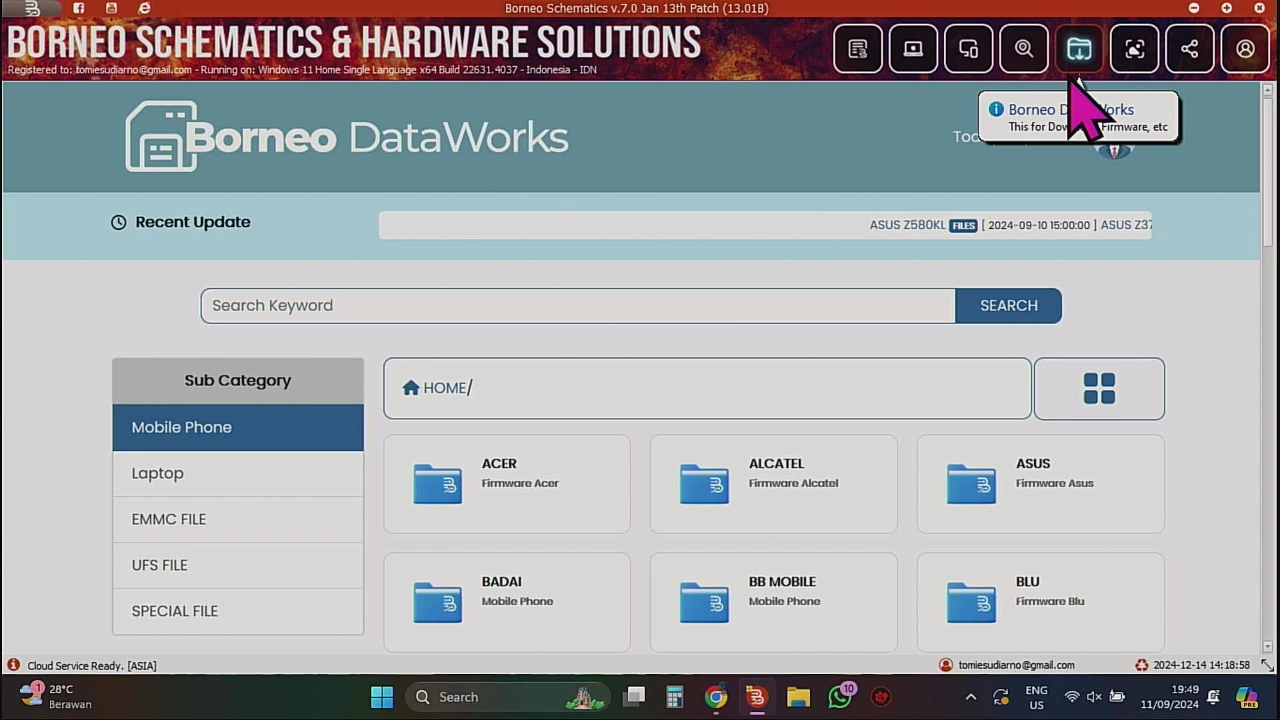 Borneo Schematics v.7.0 Jan 13th Patch (13.01B)
BORNEO SCHEMATICS & HARDWARE SOLUTIONS
Registered to: tomiesudiarno@gmail.com - Running on: Windows 11 Home Single Language x64 Build 22631.4037 - Indonesia - IDN
Borneo DataWorks
Borneo
This for Firmware, etc
Recent Update
ASUS Z580KL FILES [ 2024-09-10 15:00:00 ] ASUS Z37
Search Keyword
SEARCH
Sub Category
Mobile Phone
Laptop
EMMC FILE
UFS FILE
SPECIAL FILE
HOME/
ACER
Firmware Acer
ALCATEL
Firmware Alcatel
ASUS
Firmware Asus
BADAI
Mobile Phone
BB MOBILE
Mobile Phone
BLU
Firmware Blu
Cloud Service Ready. [ASIA]
tomiesudiarno@gmail.com
2024-12-14 14:18:58
1
28°C
Berawan
Search
10
ENG
US
19:49
11/09/2024
PRE